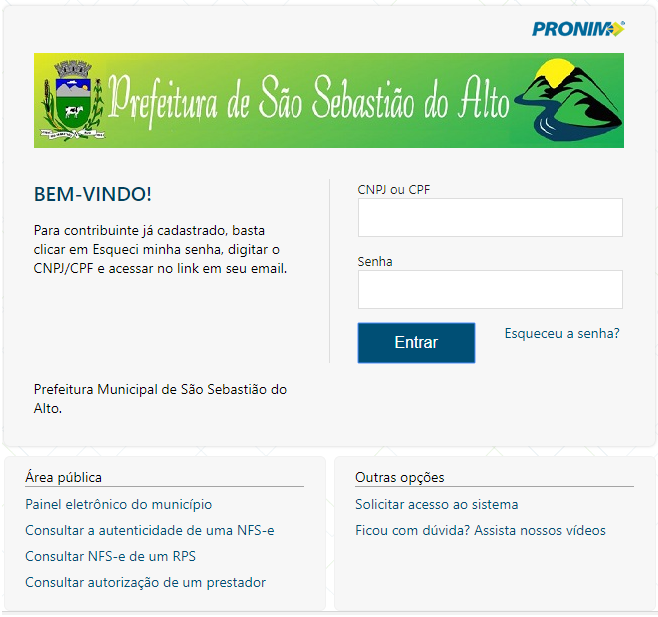 PRONIM
Prefeitura de São Sebastião do Alto
BEM-VINDO!
Para contribuinte já cadastrado, basta
clicar em Esqueci minha senha, digitar o
CNPJ/CPF e acessar no link em seu email.
Prefeitura Municipal de São Sebastião do
Alto.
CNPJ ou CPF
Senha
Entrar
Esqueceu a senha?
Área pública
Painel eletrônico do município
Consultar a autenticidade de uma NFS-e
Consultar NFS-e de um RPS
Consultar autorização de um prestador
Outras opções
Solicitar acesso ao sistema
Ficou com dúvida? Assista nossos vídeos